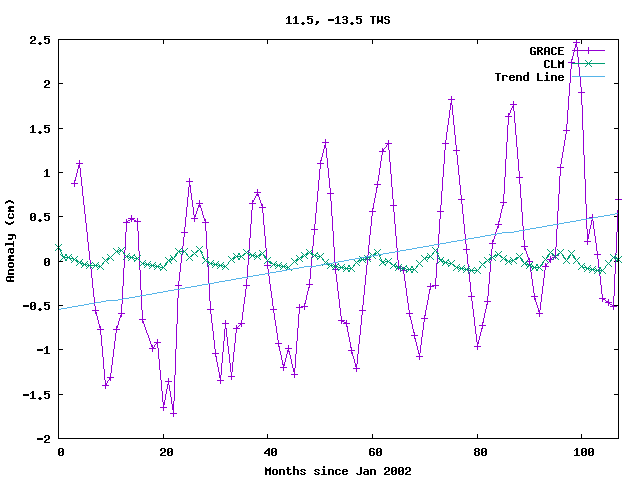 11.5, -13.5 TWS
GRACE
CLM
Trend Line
2.5
2
1.5
1
0.5
0
-0.5
-1
-1.5
-2
Anomaly (cm)
0 20 40 60 80 100
Months since Jan 2002